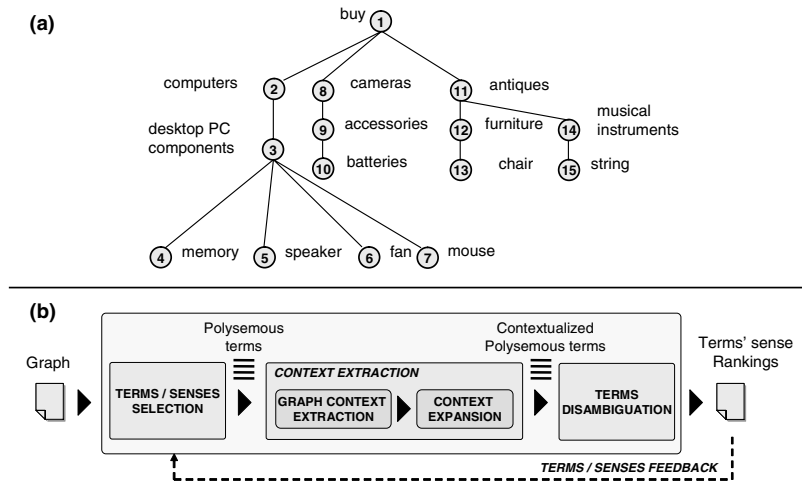 (a)
buy
1
computers
2
8
cameras
11
antiques
desktop PC
components
3
9
accessories
12
furniture
14
musical
instruments
10
batteries
13
chair
15
string
4
memory
5
speaker
6
fan
7
mouse
(b)
Graph
Polysemous
terms
Contextualized
Polysemous terms
Terms' sense
Rankings
TERMS / SENSES
SELECTION
CONTEXT EXTRACTION
GRAPH CONTEXT
EXTRACTION
CONTEXT
EXPANSION
TERMS
DISAMBIGUATION
TERMS / SENSES FEEDBACK